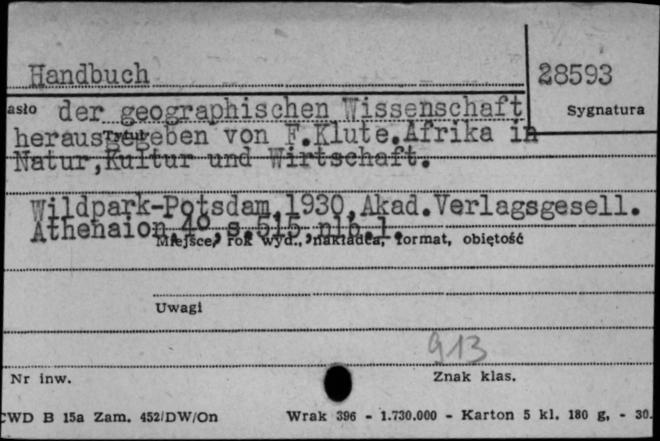 Handbuch
28593
asło
Sygnatura
der geographischen Wissenschaft
herausgegeben von F.Klute.Afrika in
Tytuł
Natur,Kultur und Wirtschaft.
Wildpark-Potsdam,1930,Akad.Verlagsgesell.
Athenaion,4º,s.515,nlb.1.
Miejsce, rok wyd., nakładca, format, objętość
Uwagi
913
Nr inw.
Znak klas.
CWD B 15a Zam. 452/DW/On
Wrak 396 - 1.730.000 - Karton 5 kl. 180 g, - 30.